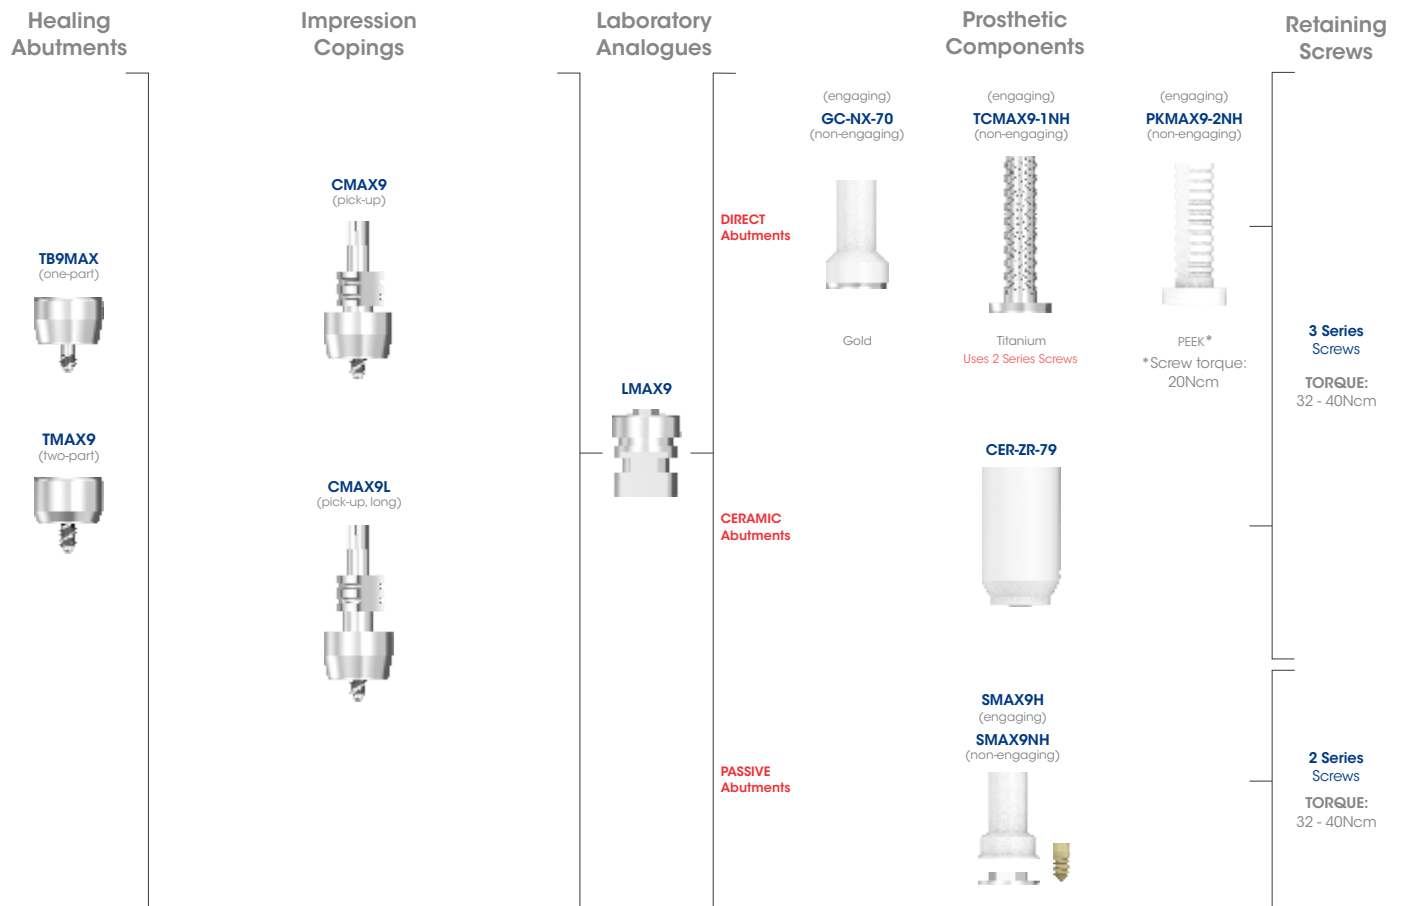 Healing
Abutments
Impression
Copings
Laboratory
Analogues
Prosthetic
Components
Retaining
Screws
TB9MAX
(one-part)
TMAX9
(two-part)
CMAX9
(pick-up)
CMAX9L
(pick-up, long)
LMAX9
DIRECT
Abutments
(engaging)
GC-NX-70
(non-engaging)
Gold
(engaging)
TCMAX9-1NH
(non-engaging)
Titanium
Uses 2 Series Screws
(engaging)
PKMAX9-2NH
(non-engaging)
PEEK*
*Screw torque:
20Ncm
CERAMIC
Abutments
CER-ZR-79
3 Series
Screws
TORQUE:
32 - 40Ncm
PASSIVE
Abutments
SMAX9H
(engaging)
SMAX9NH
(non-engaging)
2 Series
Screws
TORQUE:
32 - 40Ncm